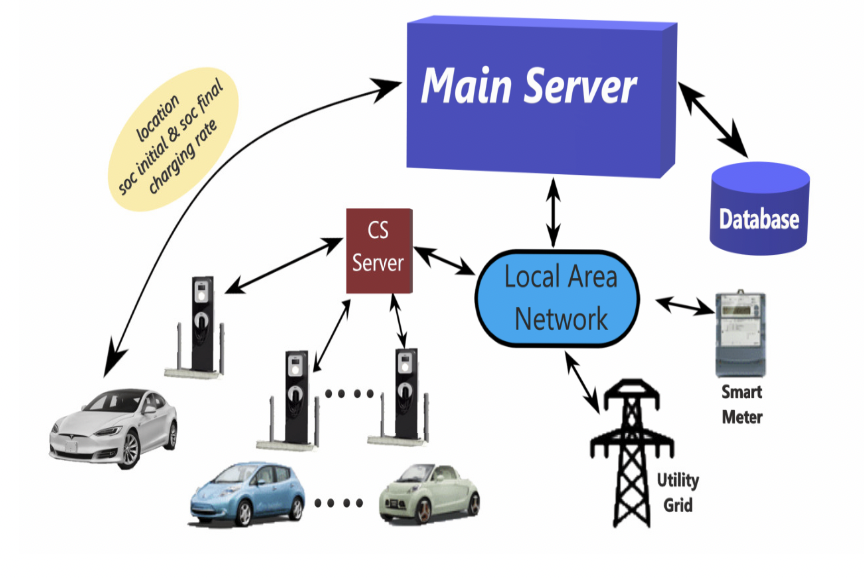 Main Server
location
soc initial & soc final
charging rate
Database
CS
Server
Local Area
Network
Smart
Meter
Utility
Grid